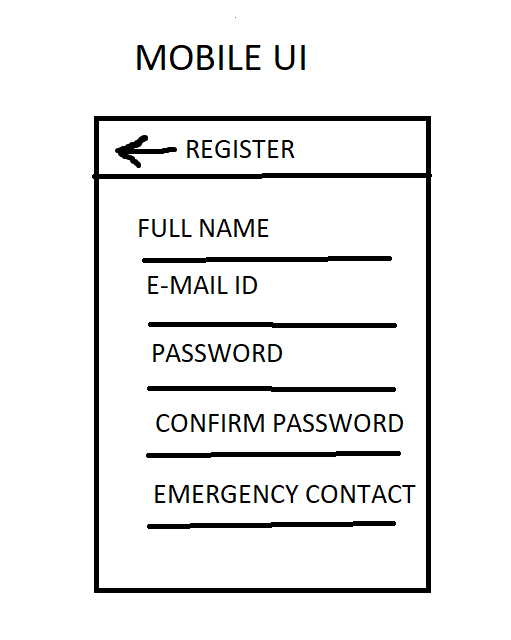 MOBILE UI
REGISTER
FULL NAME
E-MAIL ID
PASSWORD
CONFIRM PASSWORD
EMERGENCY CONTACT